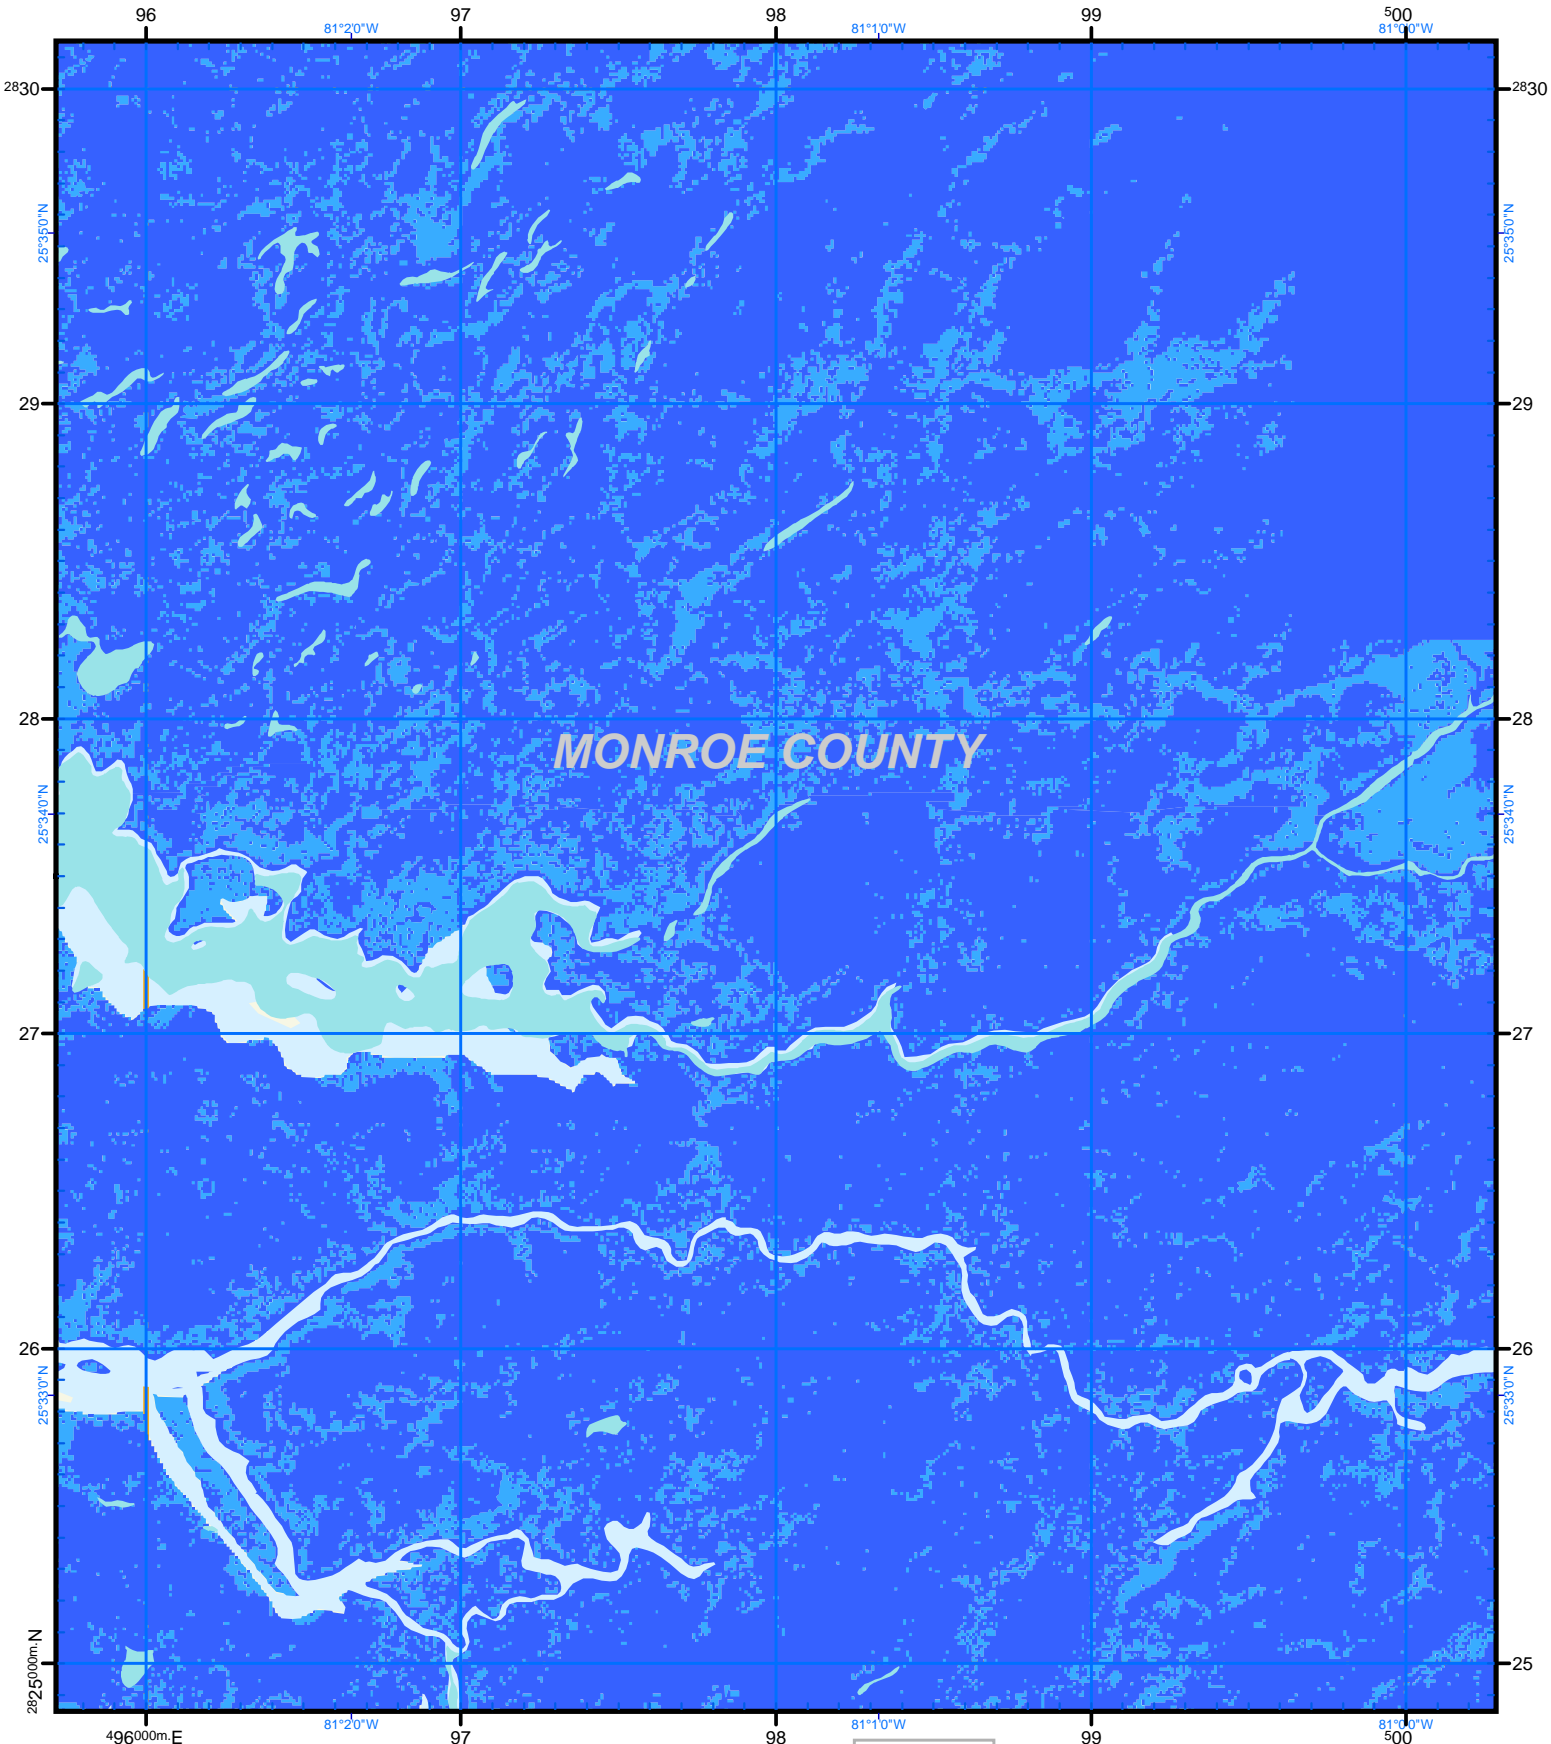 96 97 98 99 500
81°2'0"W 81°1'0"W 81°0'0"W
2830 2830
25°35'0"N 25°35'0"N
29 29
28 28
MONROE COUNTY
25°34'0"N 25°34'0"N
27 27
26 26
25°33'0"N 25°33'0"N
2825000m.N 25
81°2'0"W 81°1'0"W 81°0'0"W
496000m.E 97 98 99 500